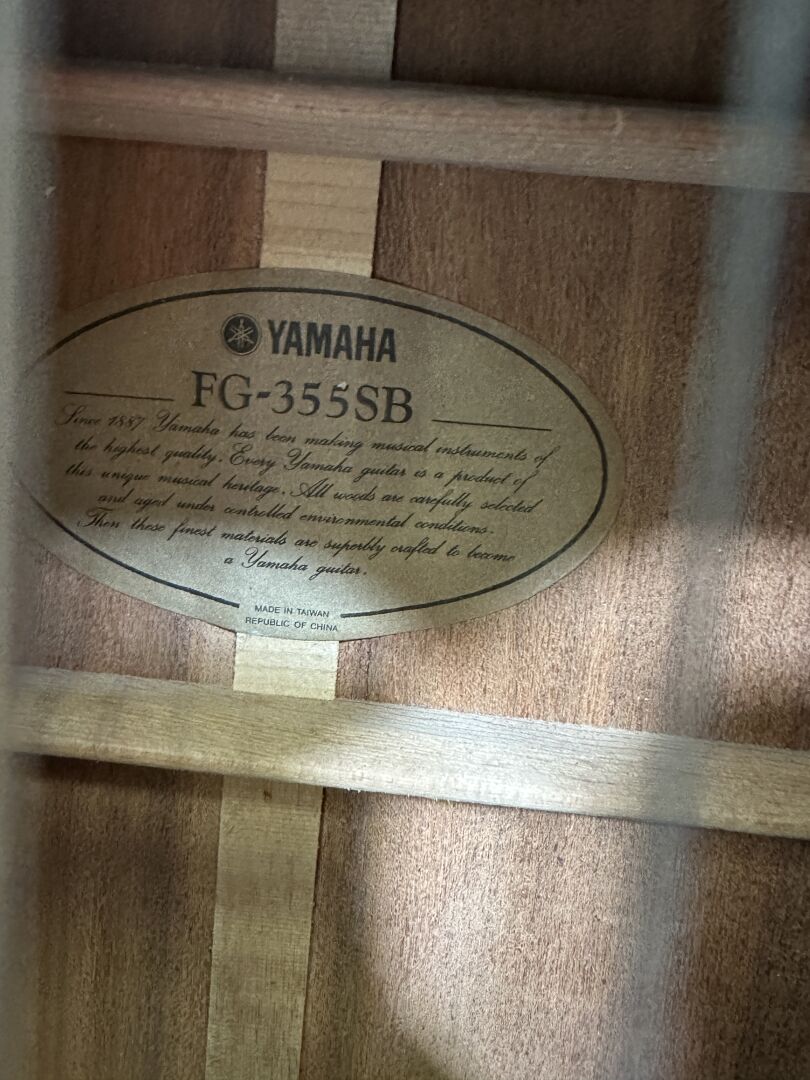 YAMAHA
FG-355SB
Since 1887 Yamaha has been making musical instruments of
the highest quality. Every Yamaha guitar is a product of
this unique musical heritage. All woods are carefully selected
and aged under controlled environmental conditions.
Then these finest materials are superbly crafted to become
a Yamaha guitar.
MADE IN TAIWAN
REPUBLIC OF CHINA